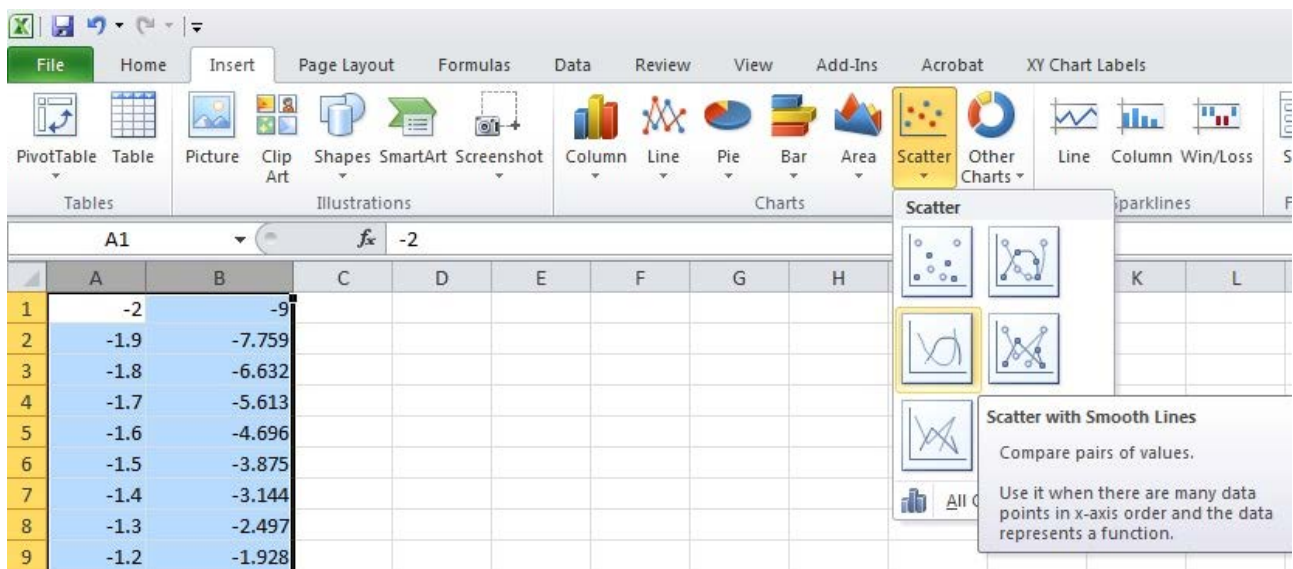 File Home Insert Page Layout Formulas Data Review View Add-Ins Acrobat XY Chart Labels
PivotTable Table Picture Clip Art Shapes SmartArt Screenshot Column Line Pie Bar Area Scatter Other Charts Line Column Win/Loss S
Tables Illustrations Charts Sparklines F
A1 fx -2
Scatter
A B C D E F G H K L
1 -2 -9
2 -1.9 -7.759
3 -1.8 -6.632
4 -1.7 -5.613
5 -1.6 -4.696
6 -1.5 -3.875
7 -1.4 -3.144
8 -1.3 -2.497
9 -1.2 -1.928
All
Scatter with Smooth Lines
Compare pairs of values.
Use it when there are many data
points in x-axis order and the data
represents a function.